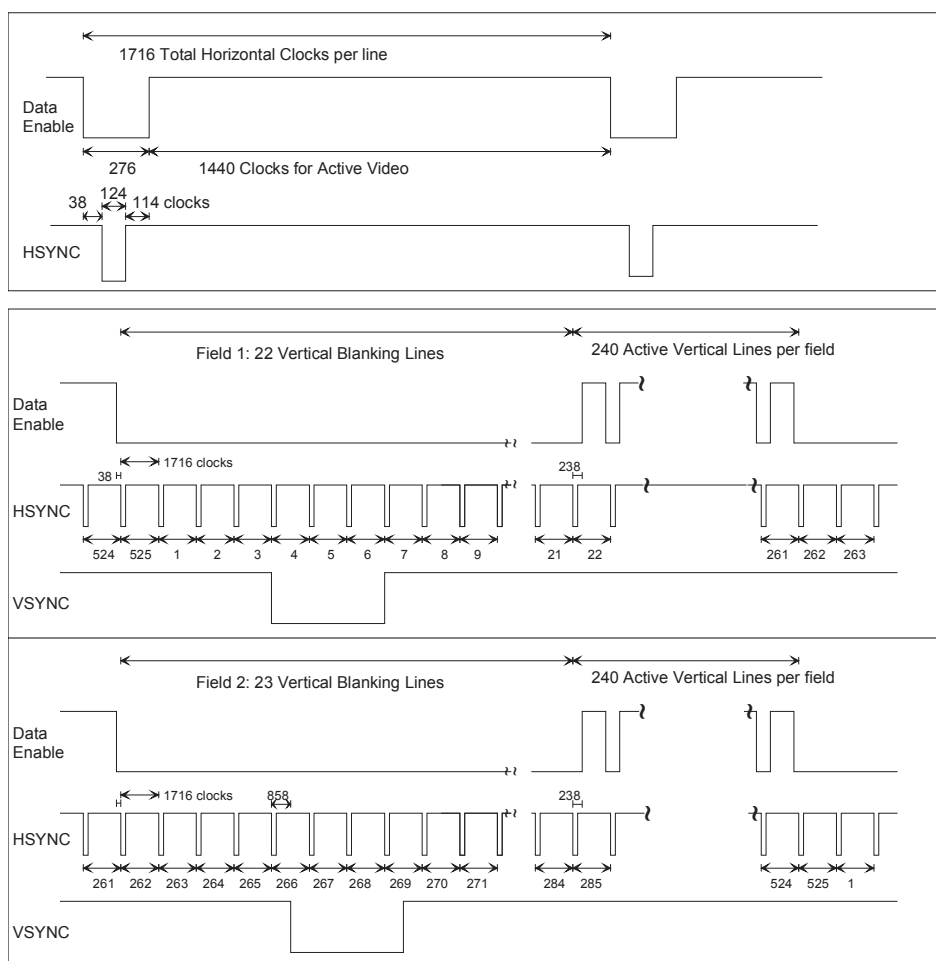 1716 Total Horizontal Clocks per line
Data
Enable
276
1440 Clocks for Active Video
124
38
114 clocks
HSYNC
Field 1: 22 Vertical Blanking Lines
240 Active Vertical Lines per field
Data
Enable
1716 clocks
38
238
HSYNC
524 525 1 2 3 4 5 6 7 8 9 21 22 261 262 263
VSYNC
Field 2: 23 Vertical Blanking Lines
240 Active Vertical Lines per field
Data
Enable
1716 clocks
858
238
HSYNC
261 262 263 264 265 266 267 268 269 270 271 284 285 524 525 1
VSYNC